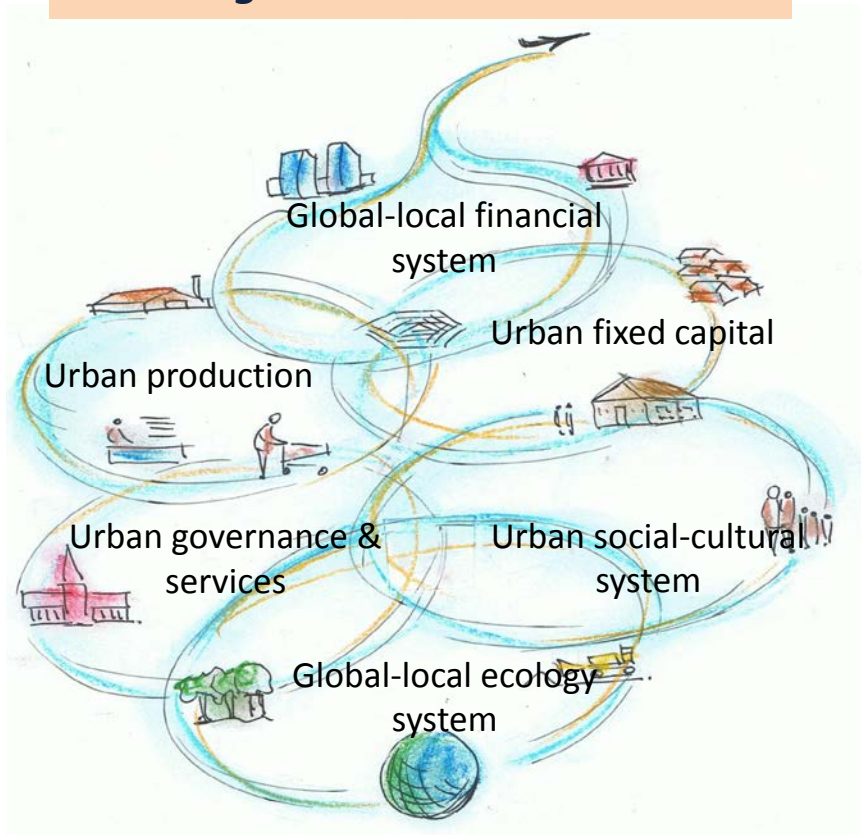 Global-local financial
system
Urban fixed capital
Urban production
Urban governance &
services
Urban social-cultural
system
Global-local ecology
system